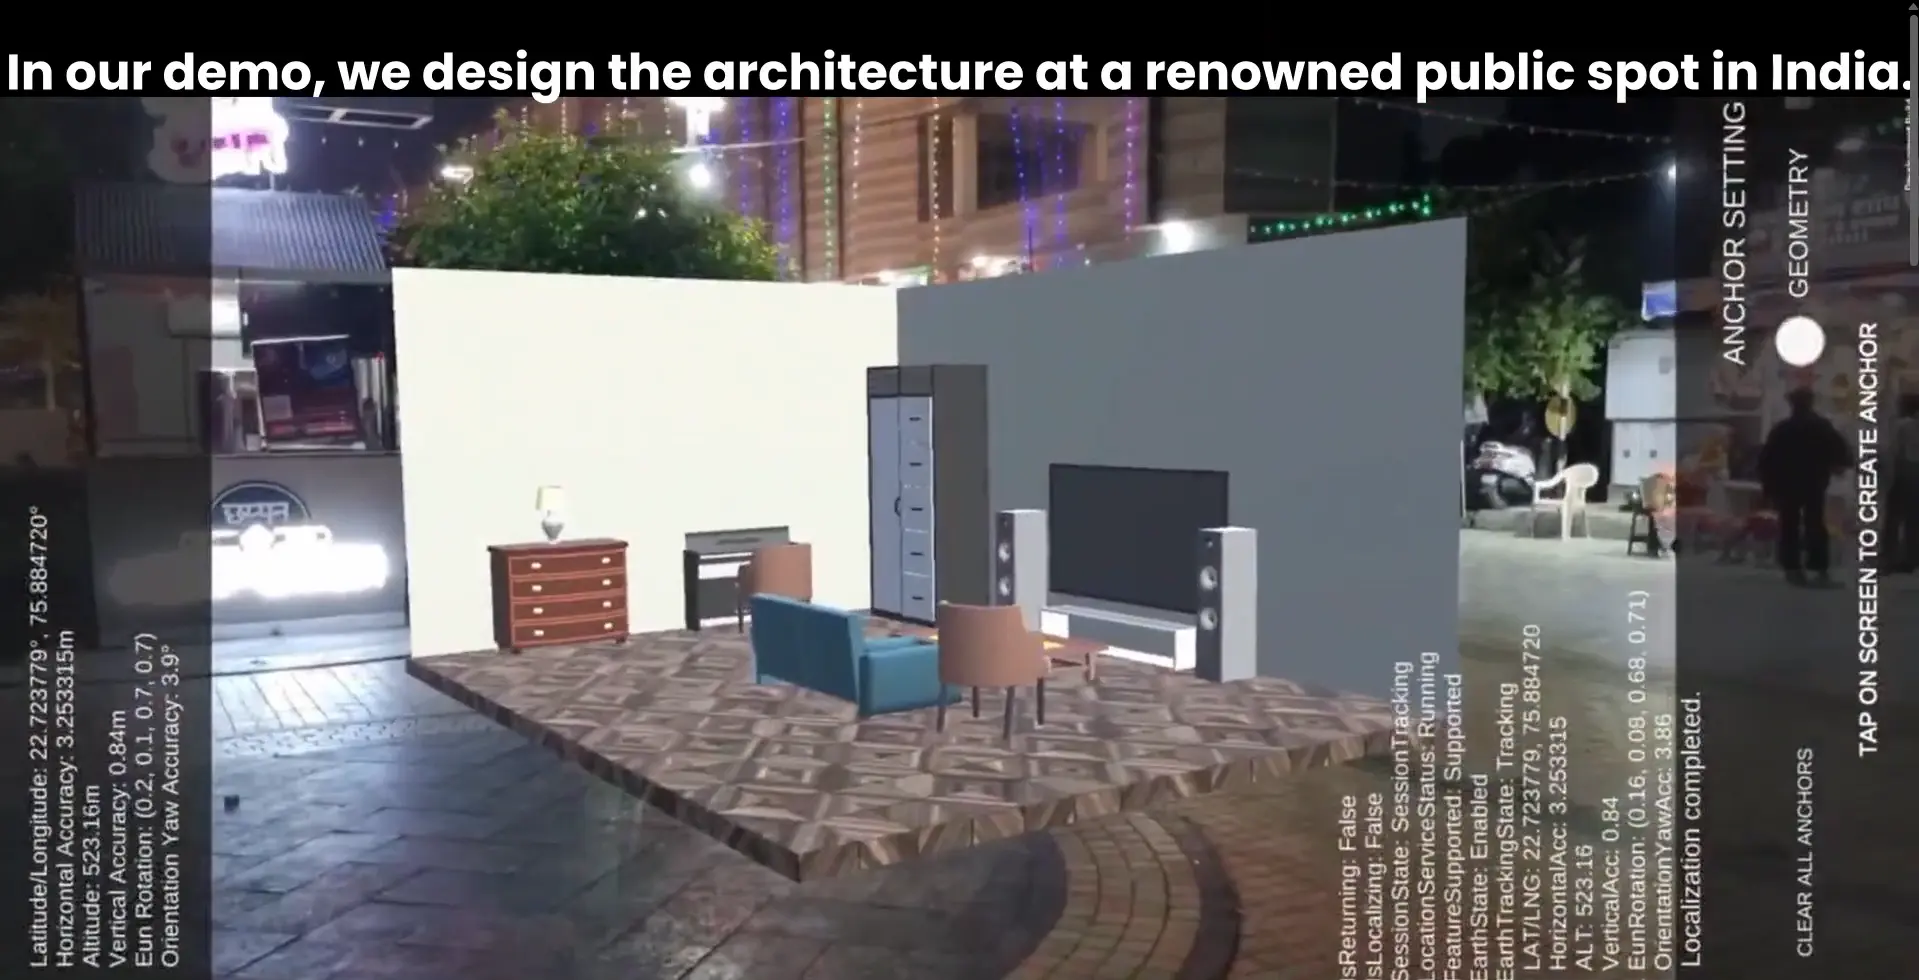 In our demo, we design the architecture at a renowned public spot in India.
छप्पन
Latitude/Longitude: 22.723779°, 75.884720°
Horizontal Accuracy: 3.253315m
Altitude: 523.16m
Vertical Accuracy: 0.84m
Eun Rotation: (0.2, 0.1, 0.7, 0.7)
Orientation Yaw Accuracy: 3.9°
IsReturning: False
IsLocalizing: False
SessionState: SessionTracking
LocationServiceStatus: Running
FeatureSupported: Supported
EarthState: Enabled
EarthTrackingState: Tracking
LAT/LNG: 22.723779, 75.884720
HorizontalAcc: 3.253315
ALT: 523.16
VerticalAcc: 0.84
EunRotation: (0.16, 0.08, 0.68, 0.71)
OrientationYawAcc: 3.86
Localization completed.
ANCHOR SETTING
GEOMETRY
CLEAR ALL ANCHORS
TAP ON SCREEN TO CREATE ANCHOR